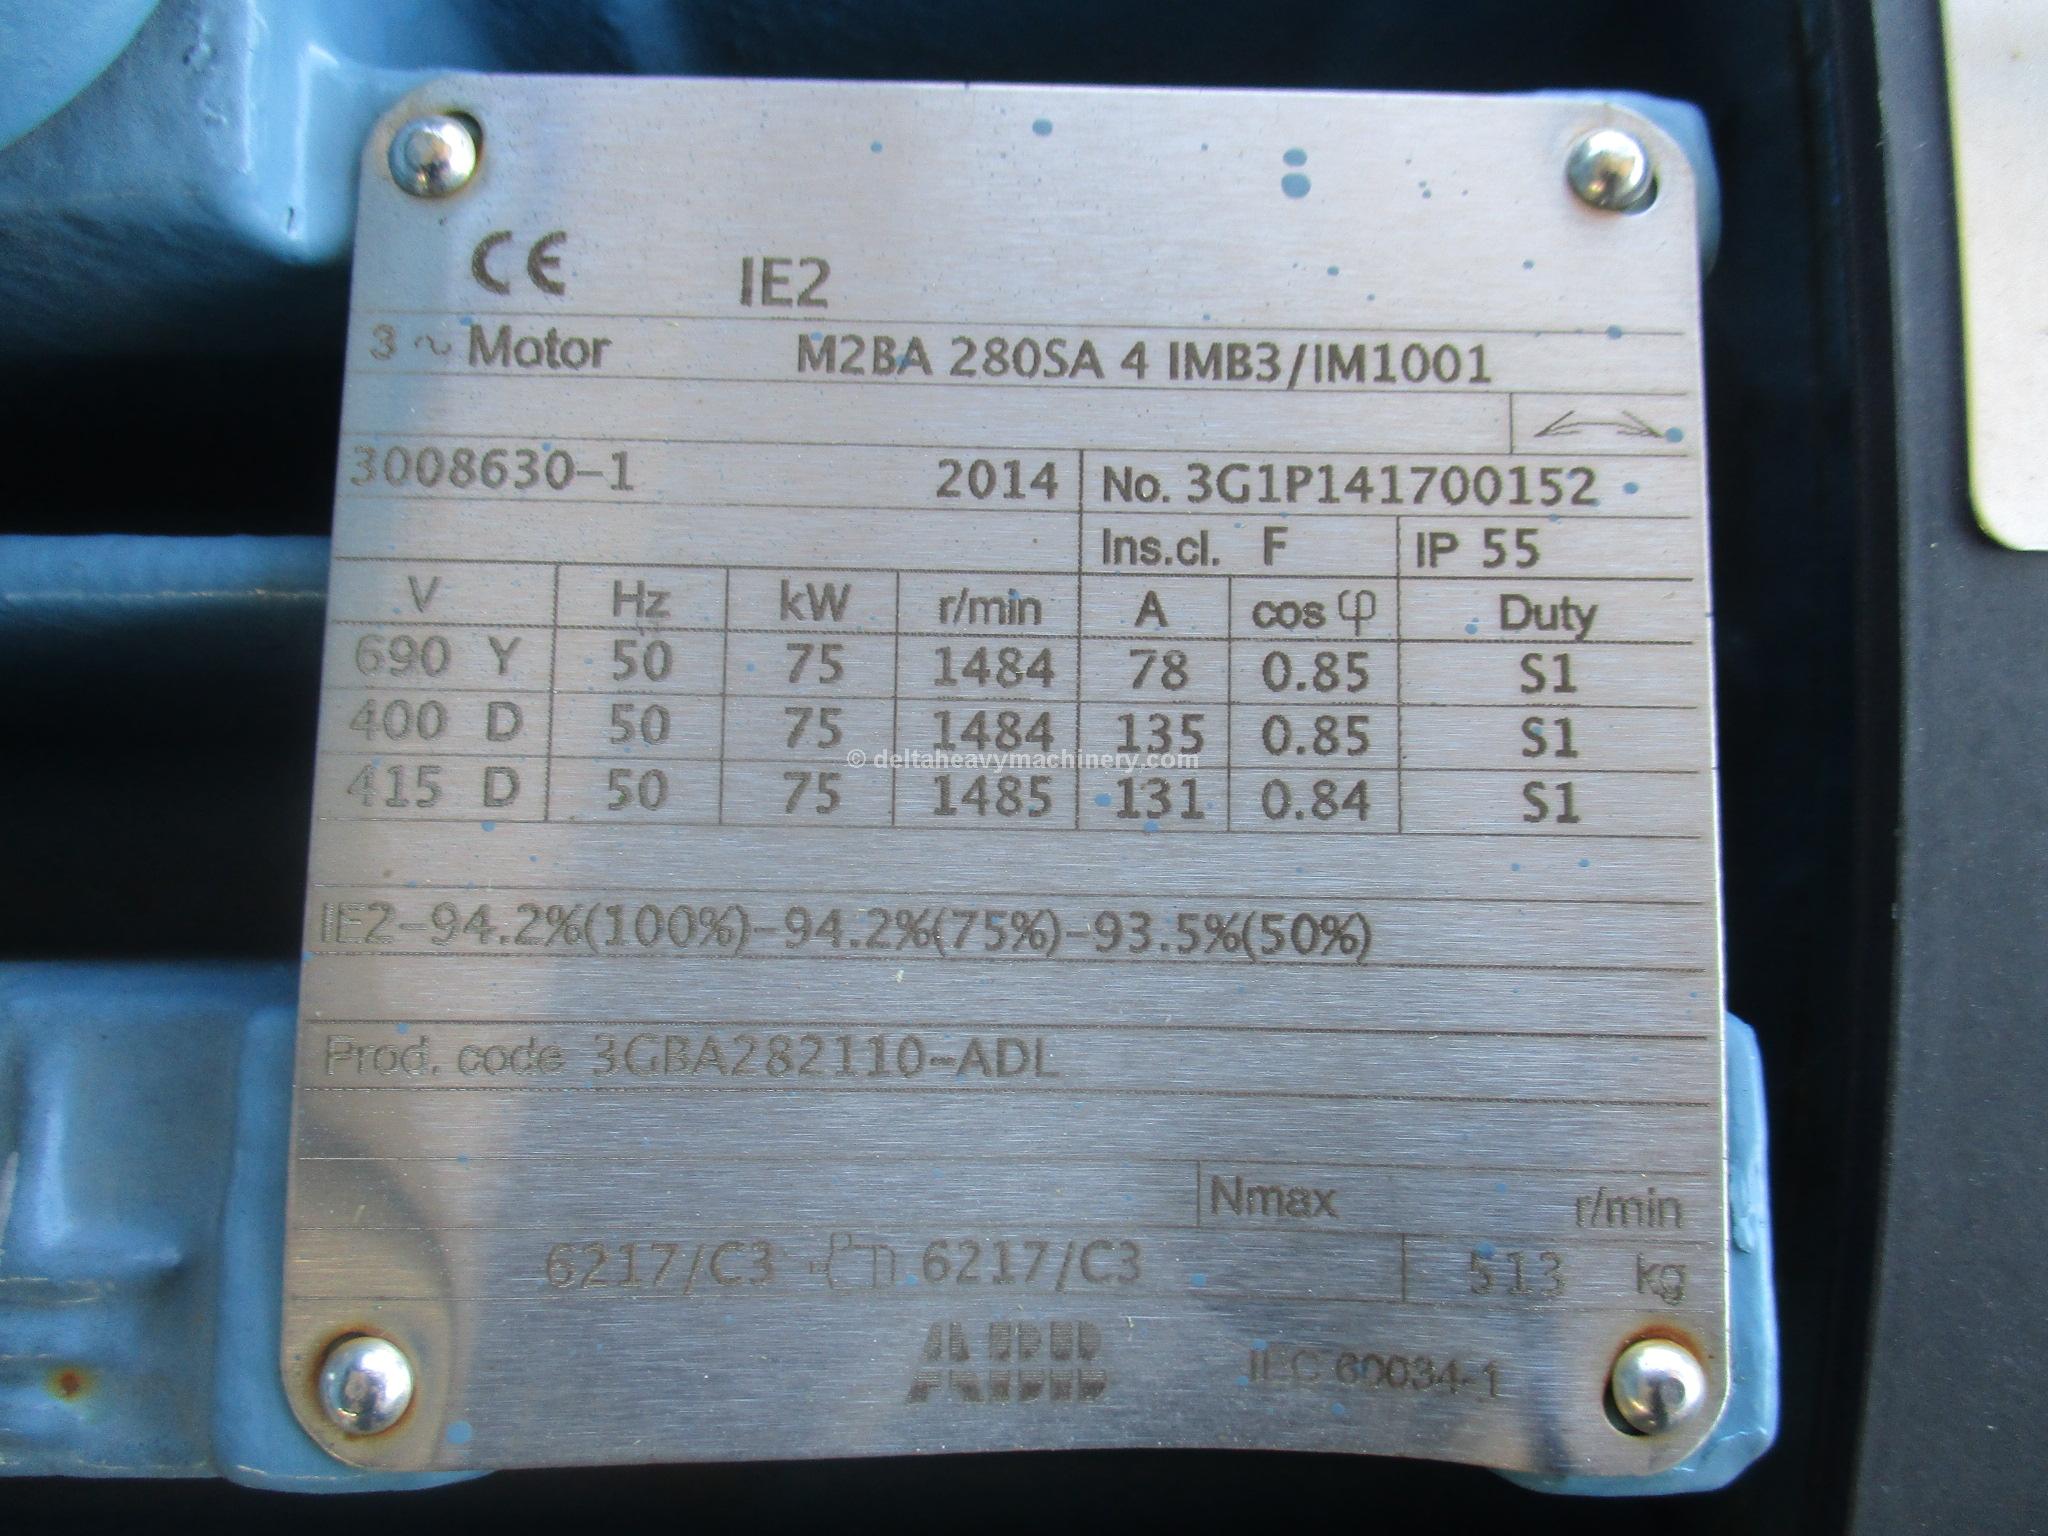 CE IE2
3 ~ Motor M2BA 280SA 4 IMB3/IM1001
3008630-1 2014 No. 3G1P141700152
Ins.cl. F IP 55
V Hz kW r/min A cos φ Duty
690 Y 50 75 1484 78 0.85 S1
400 D 50 75 1484 135 0.85 S1
© deltaheavymachinery.com
415 D 50 75 1485 131 0.84 S1
IE2-94.2%(100%)-94.2%(75%)-93.5%(50%)
Prod. code 3GBA282110-ADL
Nmax r/min
6217/C3 6217/C3 513 kg
ABB IEC 60034-1